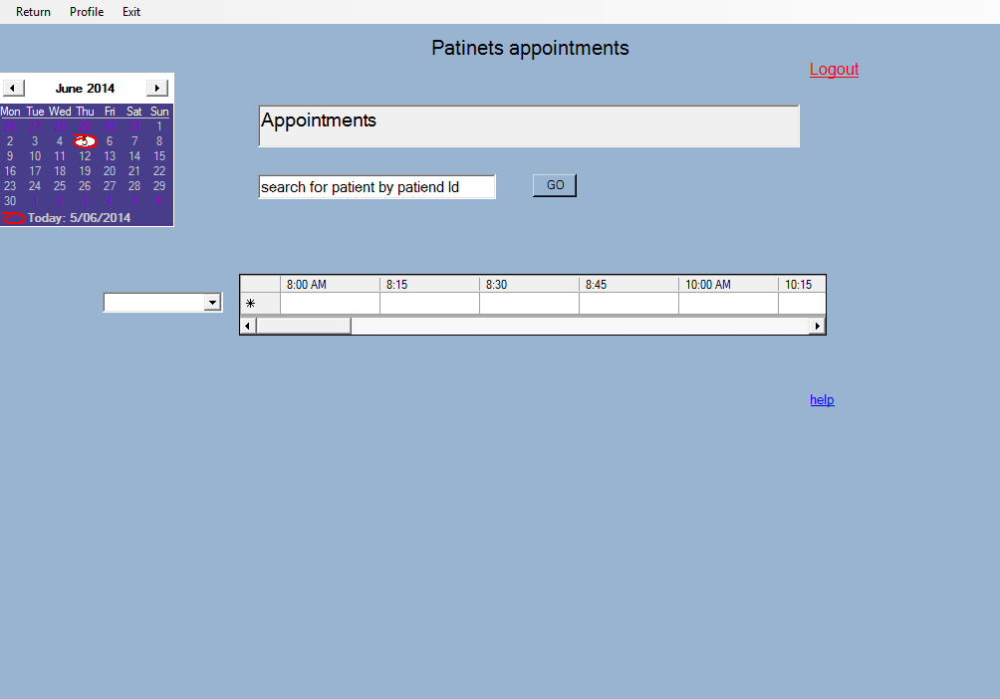 Return Profile Exit
Patinets appointments
Logout
June 2014
Mon Tue Wed Thu Fri Sat Sun
26 27 28 29 30 31 1
2 3 4 5 6 7 8
9 10 11 12 13 14 15
16 17 18 19 20 21 22
23 24 25 26 27 28 29
30 1 2 3 4 5 6
Today: 5/06/2014
Appointments
search for patient by patiend Id
GO
8:00 AM 8:15 8:30 8:45 10:00 AM 10:15
help